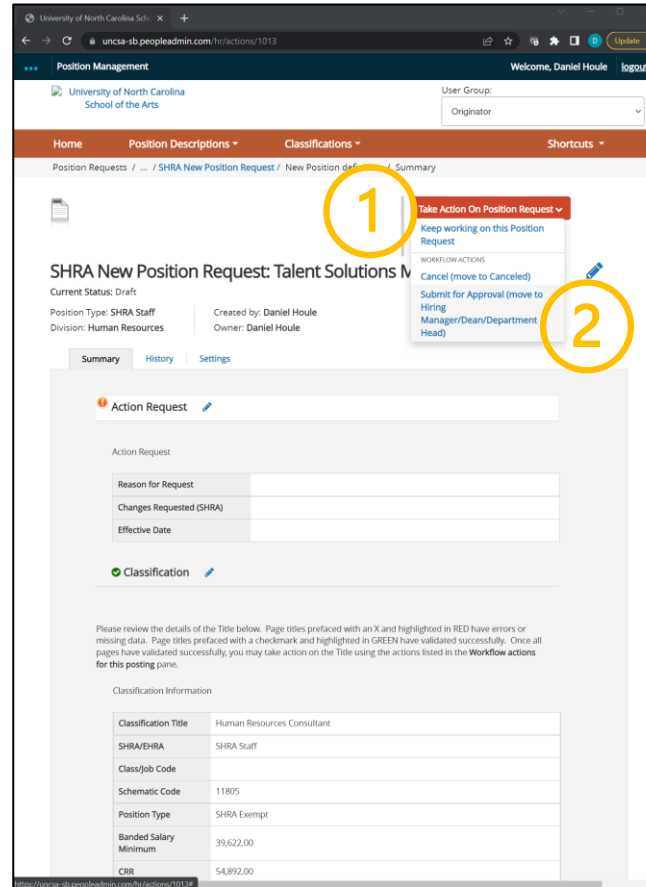 University of North Carolina Scho
uncsa-sb.peopleadmin.com/hr/actions/1013
D
Update
Position Management
Welcome, Daniel Houle
logout
University of North Carolina
School of the Arts
User Group:
Originator
Home
Position Descriptions
Classifications
Shortcuts
Position Requests / ... / SHRA New Position Request / New Position / Summary
1
Take Action On Position Request
Keep working on this Position
Request
WORKFLOW ACTIONS
Cancel (move to Canceled)
Submit for Approval (move to
Hiring
Manager/Dean/Department
Head)
2
SHRA New Position Request: Talent Solutions M
Current Status: Draft
Position Type: SHRA Staff
Created by: Daniel Houle
Division: Human Resources
Owner: Daniel Houle
Summary
History
Settings
Action Request
Action Request
Reason for Request
Changes Requested (SHRA)
Effective Date
Classification
Please review the details of the Title below. Page titles prefaced with an X and highlighted in RED have errors or
missing data. Page titles prefaced with a checkmark and highlighted in GREEN have validated successfully. Once all
pages have validated successfully, you may take action on the Title using the actions listed in the Workflow actions
for this posting pane.
Classification Information
Classification Title
Human Resources Consultant
SHRA/EHRA
SHRA Staff
Class/Job Code
Schematic Code
11805
Position Type
SHRA Exempt
Banded Salary
Minimum
39,622.00
CRR
54,892.00
https://uncsa-sb.peopleadmin.com/hr/actions/1013#